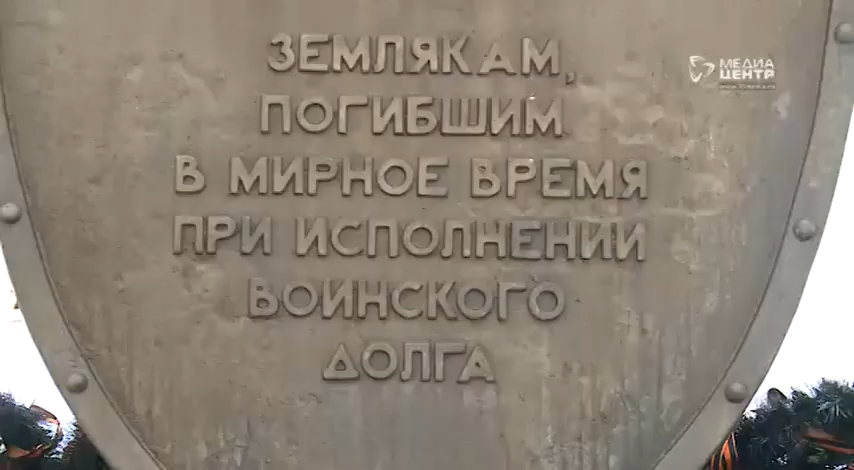 ЗЕМЛЯКАМ,
ПОГИБШИМ
В МИРНОЕ ВРЕМЯ
ПРИ ИСПОЛНЕНИИ
ВОИНСКОГО
ДОЛГА
МЕДИА
ЦЕНТР